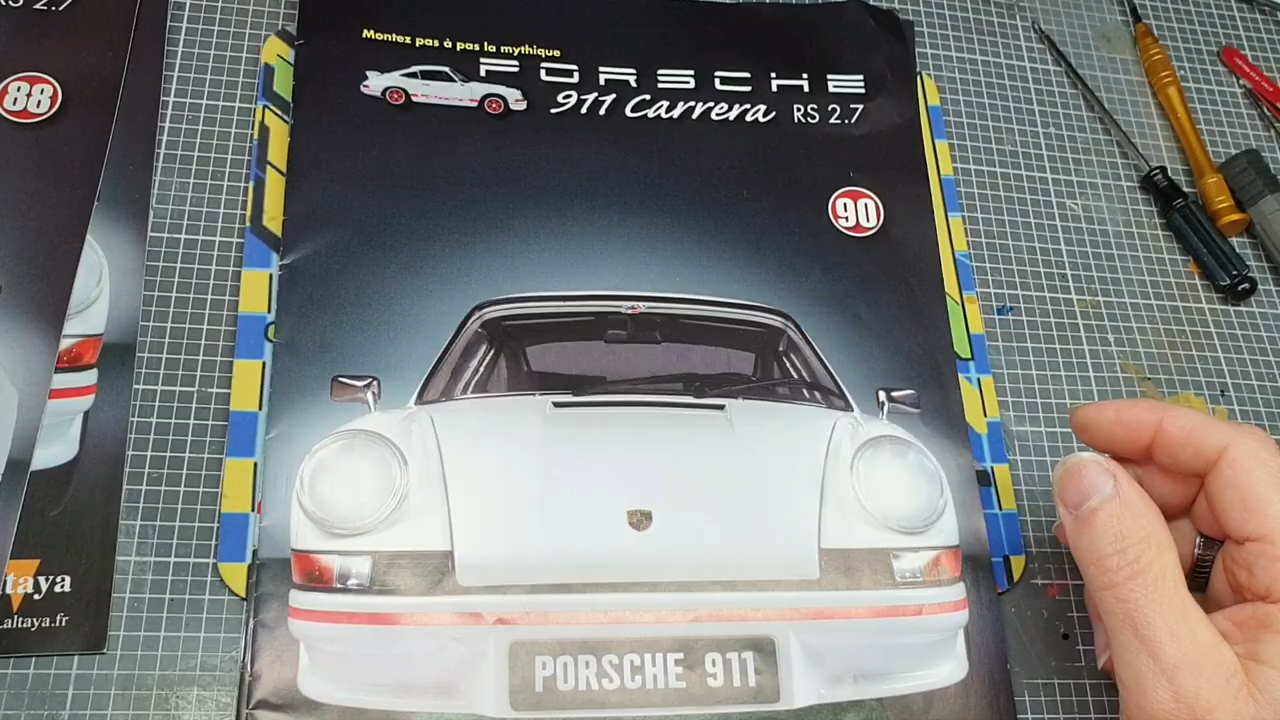 RS 2.7
88
Montez pas à pas la mythique
PORSCHE
911 Carrera RS 2.7
90
PORSCHE 911
altaya
.altaya.fr